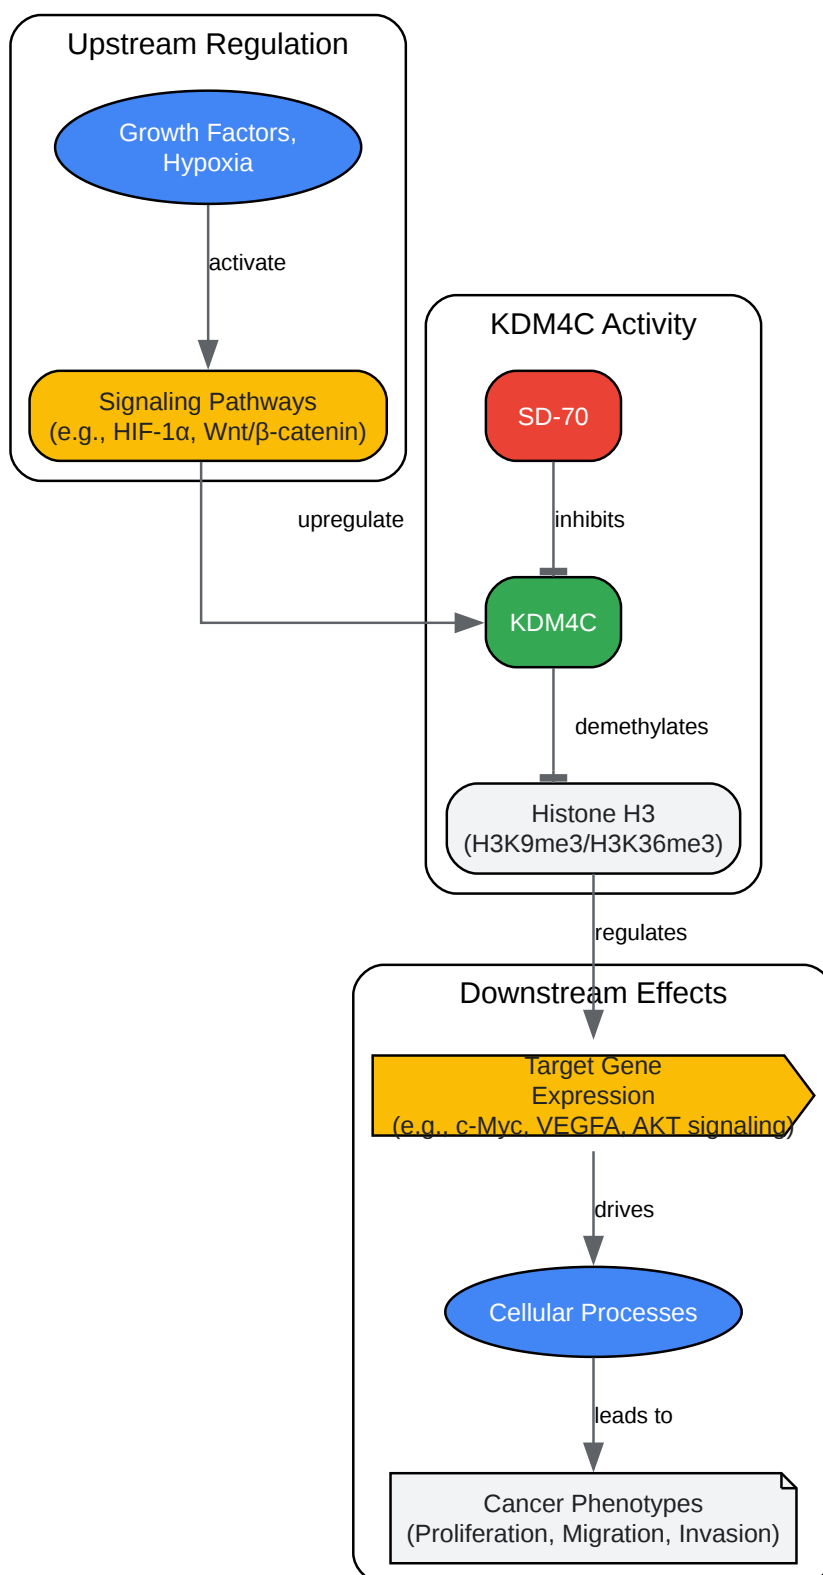 Upstream Regulation
Growth Factors,
Hypoxia
activate
Signaling Pathways
(e.g., HIF-1α, Wnt/β-catenin)
upregulate
KDM4C Activity
SD-70
inhibits
KDM4C
demethylates
Histone H3
(H3K9me3/H3K36me3)
regulates
Downstream Effects
Target Gene
Expression
(e.g., c-Myc, VEGFA, AKT signaling)
drives
Cellular Processes
leads to
Cancer Phenotypes
(Proliferation, Migration, Invasion)